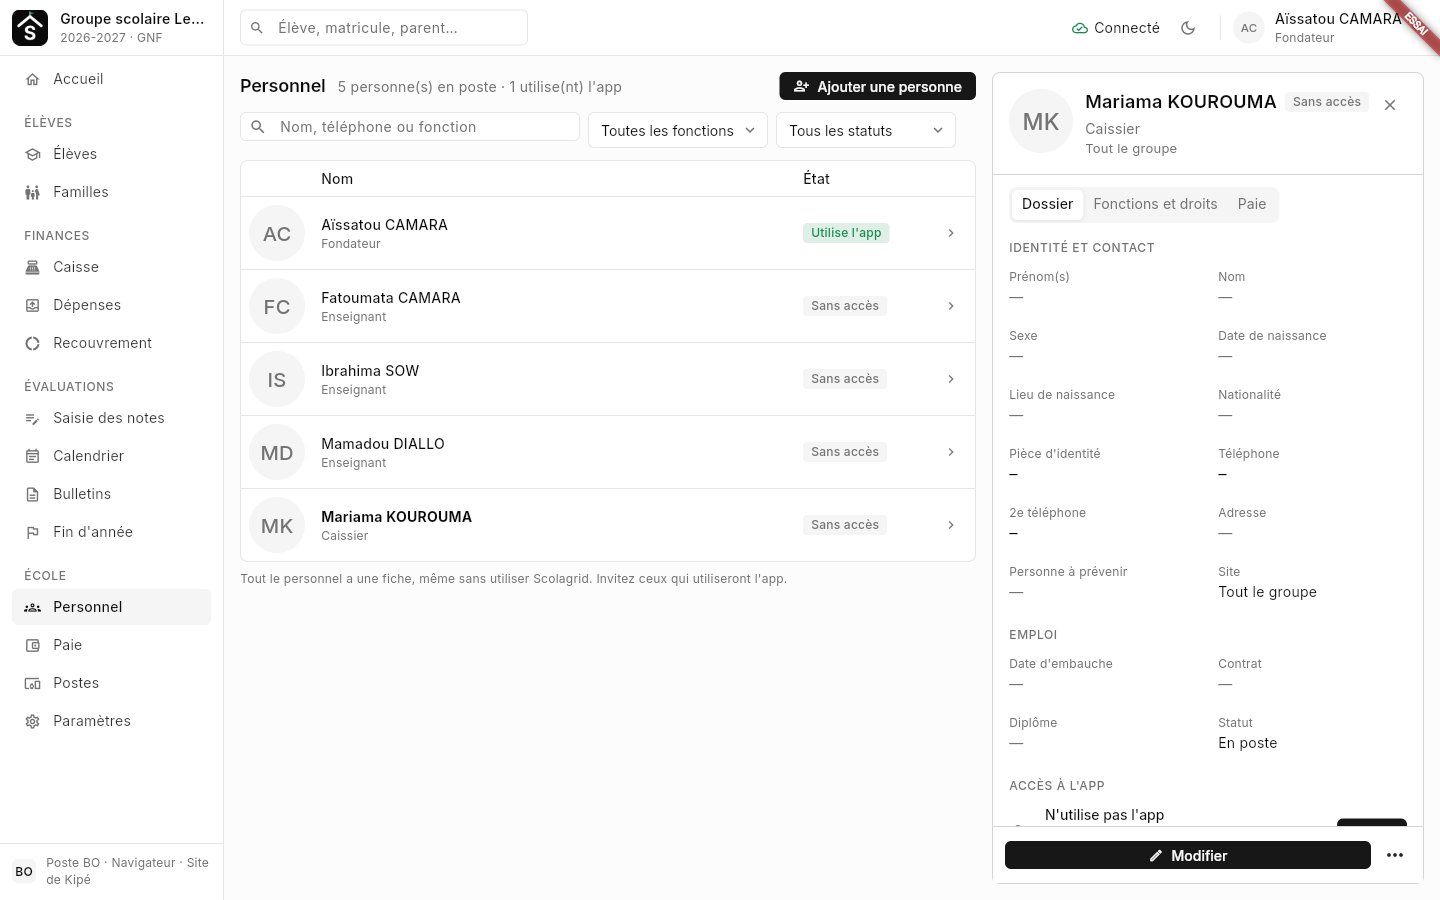 Groupe scolaire Le...
2026-2027 · GNF
Élève, matricule, parent...
Connecté
AC
Aïssatou CAMARA
Fondateur
ESSAI
Accueil
ÉLÈVES
Élèves
Familles
FINANCES
Caisse
Dépenses
Recouvrement
ÉVALUATIONS
Saisie des notes
Calendrier
Bulletins
Fin d'année
ÉCOLE
Personnel
Paie
Postes
Paramètres
BO
Poste BO · Navigateur · Site
de Kipé
Personnel
5 personne(s) en poste · 1 utilise(nt) l'app
Ajouter une personne
Nom, téléphone ou fonction
Toutes les fonctions
Tous les statuts
Nom
État
AC
Aïssatou CAMARA
Fondateur
Utilise l'app
FC
Fatoumata CAMARA
Enseignant
Sans accès
IS
Ibrahima SOW
Enseignant
Sans accès
MD
Mamadou DIALLO
Enseignant
Sans accès
MK
Mariama KOUROUMA
Caissier
Sans accès
Tout le personnel a une fiche, même sans utiliser Scolagrid. Invitez ceux qui utiliseront l'app.
MK
Mariama KOUROUMA
Sans accès
Caissier
Tout le groupe
Dossier
Fonctions et droits
Paie
IDENTITÉ ET CONTACT
Prénom(s)
—
Nom
—
Sexe
—
Date de naissance
—
Lieu de naissance
—
Nationalité
—
Pièce d'identité
–
Téléphone
–
2e téléphone
–
Adresse
—
Personne à prévenir
—
Site
Tout le groupe
EMPLOI
Date d'embauche
—
Contrat
—
Diplôme
—
Statut
En poste
ACCÈS À L'APP
N'utilise pas l'app
Modifier